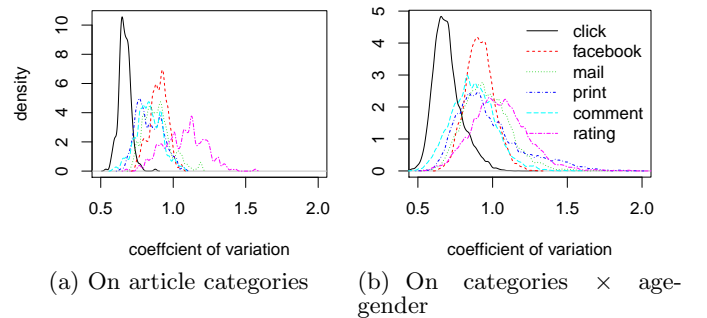 density
0 2 4 6 8 10
0.5 1.0 1.5 2.0
coeffcient of variation
(a) On article categories
0 1 2 3 4 5
click
facebook
mail
print
comment
rating
0.5 1.0 1.5 2.0
coeffcient of variation
(b) On categories × age-
gender